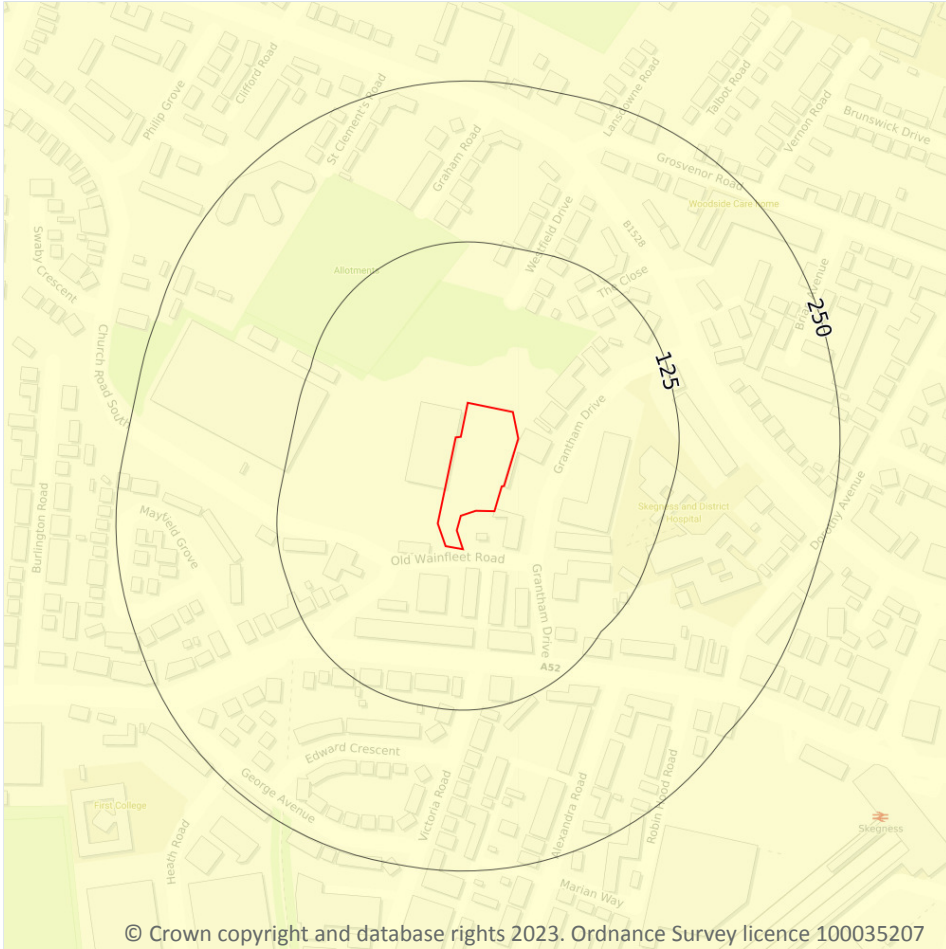 Philip Grove
Clifford Road
St Clement's Road
Graham Road
Lansdowne Road
Talbot Road
Vernon Road
Brunswick Drive
Grosvenor Road
Woodside Care home
Swaby Crescent
Allotments
Westfield Drive
B1528
The Close
250
125
Church Road South
Grantham Drive
Burlington Road
Mayfield Grove
Skegness and District
Hospital
Dorothy Avenue
Old Wainfleet Road
Grantham Drive
A52
Edward Crescent
George Avenue
Victoria Road
Alexandra Road
Robin Hood Road
First College
Heath Road
Skegness
Marian Way
© Crown copyright and database rights 2023. Ordnance Survey licence 100035207